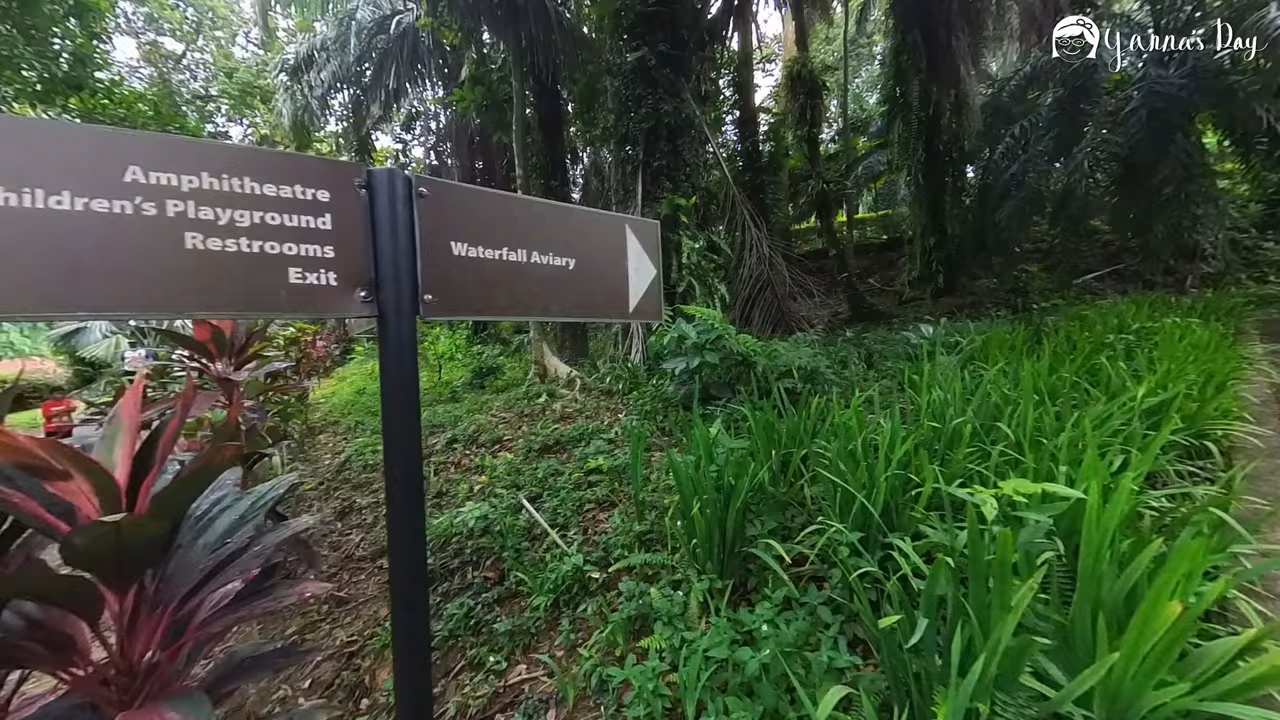 Yanna's Day
Amphitheatre
hildren's Playground
Restrooms
Exit
Waterfall Aviary